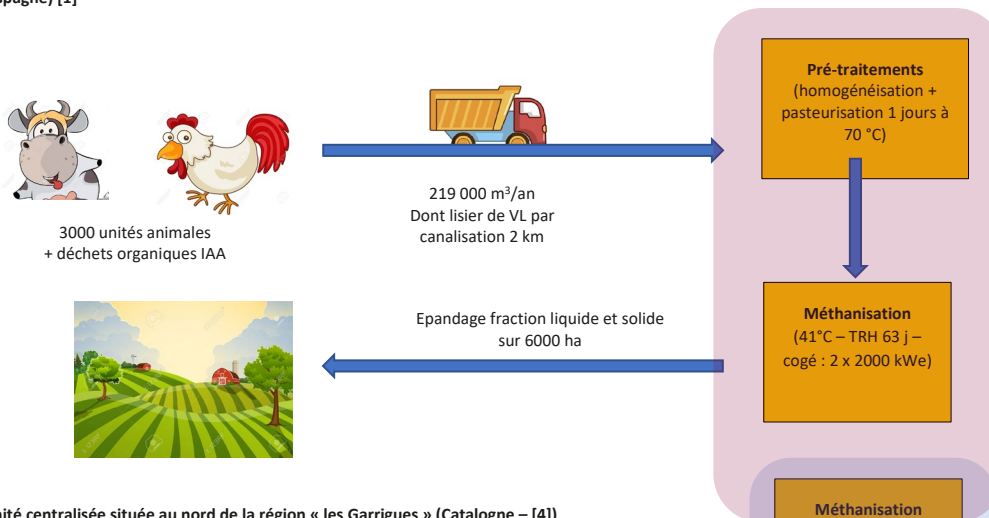 spagne) [1]
Pré-traitements
(homogénéisation +
pasteurisation 1 jours à
70 °C)
219 000 m³/an
Dont lisier de VL par
canalisation 2 km
3000 unités animales
+ déchets organiques IAA
Epandage fraction liquide et solide
sur 6000 ha
Méthanisation
(41°C – TRH 63 j –
cogé : 2 x 2000 kWe)
nité centralisée située au nord de la région « les Garrigues » (Catalogne – [4])
Méthanisation